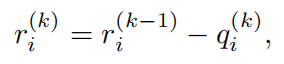 r_i^{(k)} = r_i^{(k-1)} - q_i^{(k)},